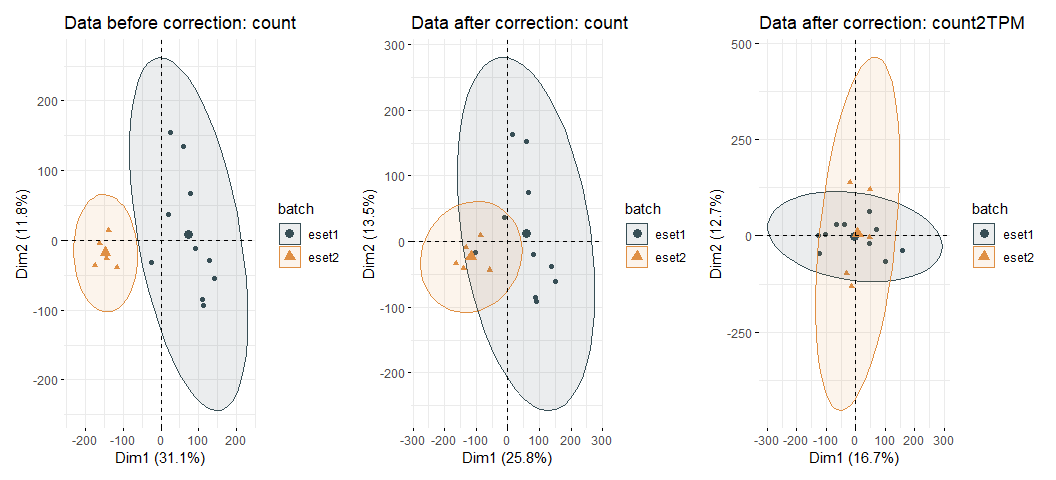 Data before correction: count
Dim2 (11.8%)
200
100
0
-100
-200
-200 -100 0 100 200
Dim1 (31.1%)
batch
eset1
eset2
Data after correction: count
Dim2 (13.5%)
300
200
100
0
-100
-200
-300 -200 -100 0 100 200 300
Dim1 (25.8%)
batch
eset1
eset2
Data after correction: count2TPM
Dim2 (12.7%)
500
250
0
-250
-300 -200 -100 0 100 200 300
Dim1 (16.7%)
batch
eset1
eset2